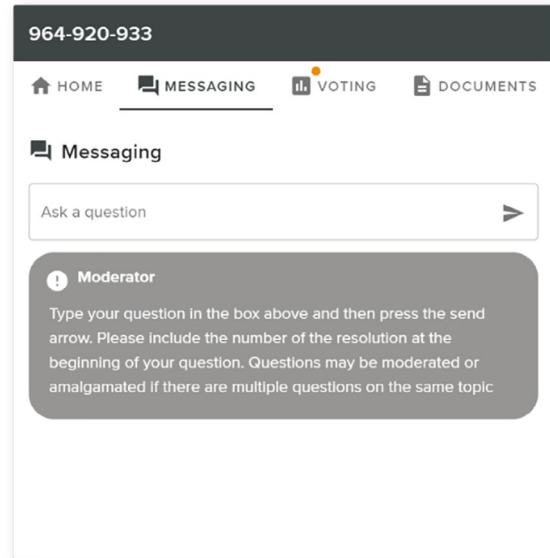 964-920-933
HOME MESSAGING VOTING DOCUMENTS
Messaging
Ask a question
Moderator
Type your question in the box above and then press the send
arrow. Please include the number of the resolution at the
beginning of your question. Questions may be moderated or
amalgamated if there are multiple questions on the same topic